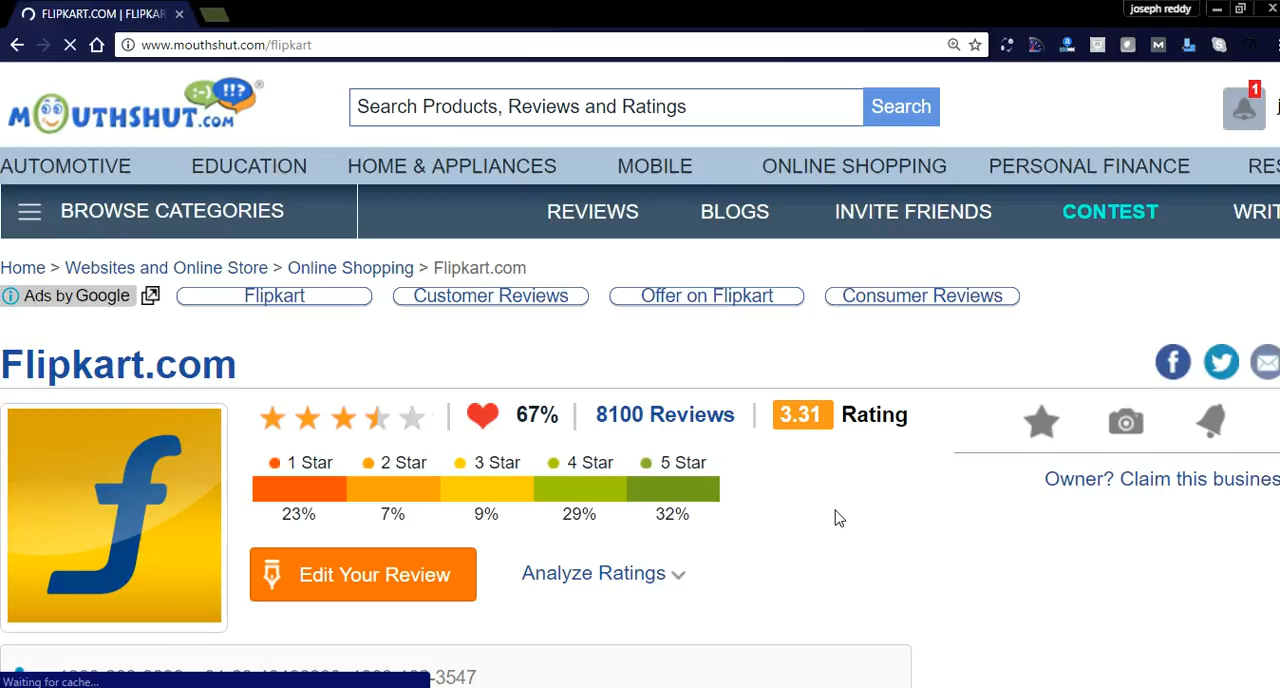 FLIPKART.COM | FLIPKAR
joseph reddy
www.mouthshut.com/flipkart
MOUTHSHUT.COM
:-) !!? ®
Search Products, Reviews and Ratings
Search
1
j
AUTOMOTIVE EDUCATION HOME & APPLIANCES MOBILE ONLINE SHOPPING PERSONAL FINANCE RES
BROWSE CATEGORIES REVIEWS BLOGS INVITE FRIENDS CONTEST WRIT
Home > Websites and Online Store > Online Shopping > Flipkart.com
Ads by Google Flipkart Customer Reviews Offer on Flipkart Consumer Reviews
Flipkart.com
67% 8100 Reviews 3.31 Rating
1 Star 2 Star 3 Star 4 Star 5 Star
23% 7% 9% 29% 32%
Owner? Claim this busines
Edit Your Review Analyze Ratings
-3547
Waiting for cache...